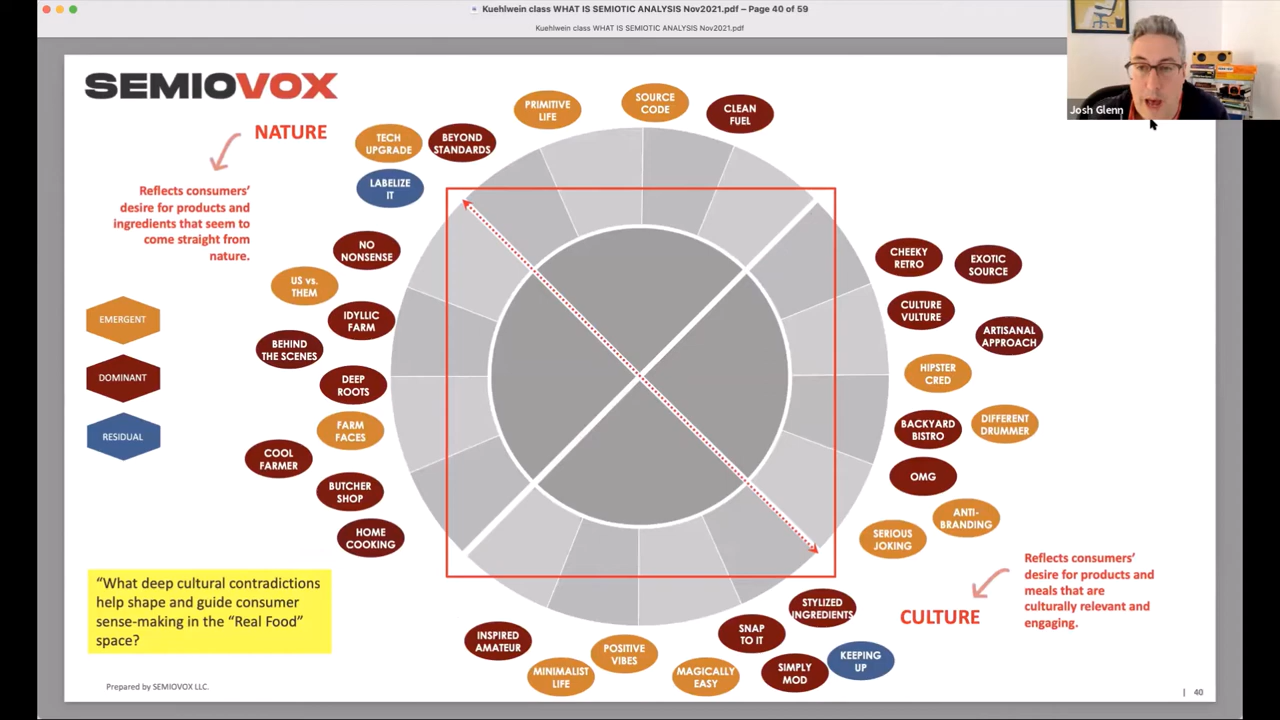 Kuehlwein class WHAT IS SEMIOTIC ANALYSIS Nov2021.pdf – Page 40 of 59
Kuehlwein class WHAT IS SEMIOTIC ANALYSIS Nov2021.pdf
Josh Glenn
SEMIOVOX
NATURE
Reflects consumers’
desire for products and
ingredients that seem to
come straight from
nature.
EMERGENT
DOMINANT
RESIDUAL
“What deep cultural contradictions
help shape and guide consumer
sense-making in the “Real Food”
space?
TECH
UPGRADE
BEYOND
STANDARDS
PRIMITIVE
LIFE
SOURCE
CODE
CLEAN
FUEL
LABELIZE
IT
NO
NONSENSE
US vs.
THEM
IDYLLIC
FARM
BEHIND
THE SCENES
DEEP
ROOTS
FARM
FACES
COOL
FARMER
BUTCHER
SHOP
HOME
COOKING
CHEEKY
RETRO
EXOTIC
SOURCE
CULTURE
VULTURE
ARTISANAL
APPROACH
HIPSTER
CRED
DIFFERENT
DRUMMER
BACKYARD
BISTRO
OMG
ANTI-
BRANDING
SERIOUS
JOKING
STYLIZED
INGREDIENTS
SNAP
TO IT
KEEPING
UP
SIMPLY
MOD
MAGICALLY
EASY
POSITIVE
VIBES
MINIMALIST
LIFE
INSPIRED
AMATEUR
CULTURE
Reflects consumers’
desire for products and
meals that are
culturally relevant and
engaging.
Prepared by SEMIOVOX LLC.
| 40